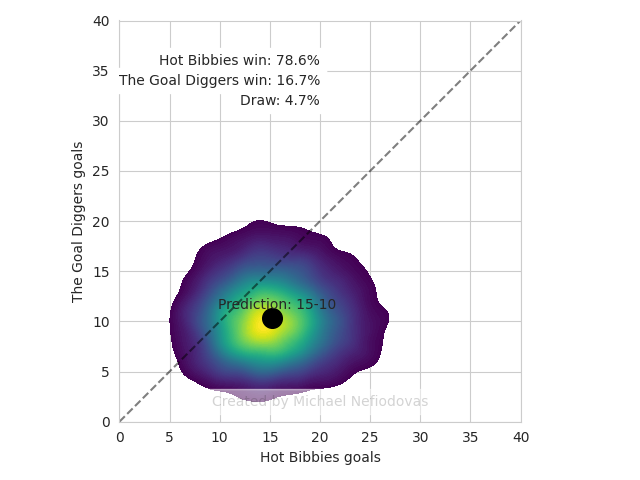 40
35
30
25
20
15
10
5
0
Hot Bibbies win: 78.6%
The Goal Diggers win: 16.7%
Draw: 4.7%
The Goal Diggers goals
Prediction: 15-10
Created by Michael Nefiodovas
0 5 10 15 20 25 30 35 40
Hot Bibbies goals